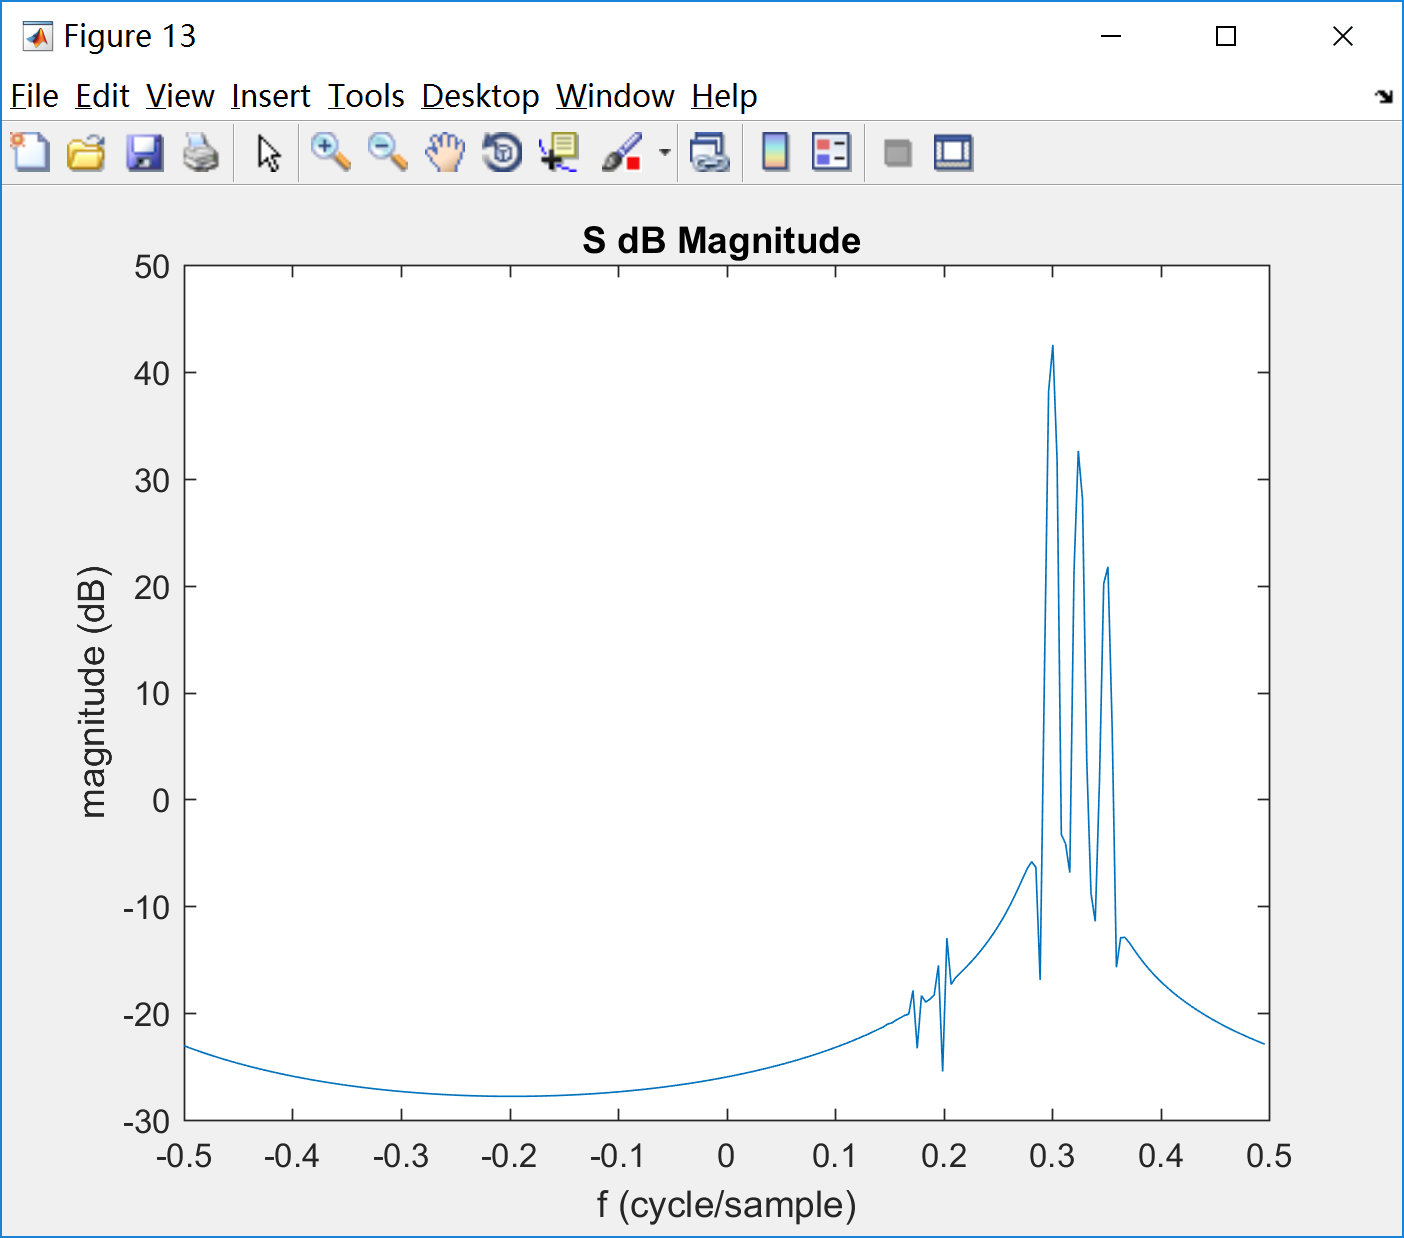 Figure 13
File Edit View Insert Tools Desktop Window Help
S dB Magnitude
50
40
30
20
10
0
-10
-20
-30
magnitude (dB)
-0.5 -0.4 -0.3 -0.2 -0.1 0 0.1 0.2 0.3 0.4 0.5
f (cycle/sample)